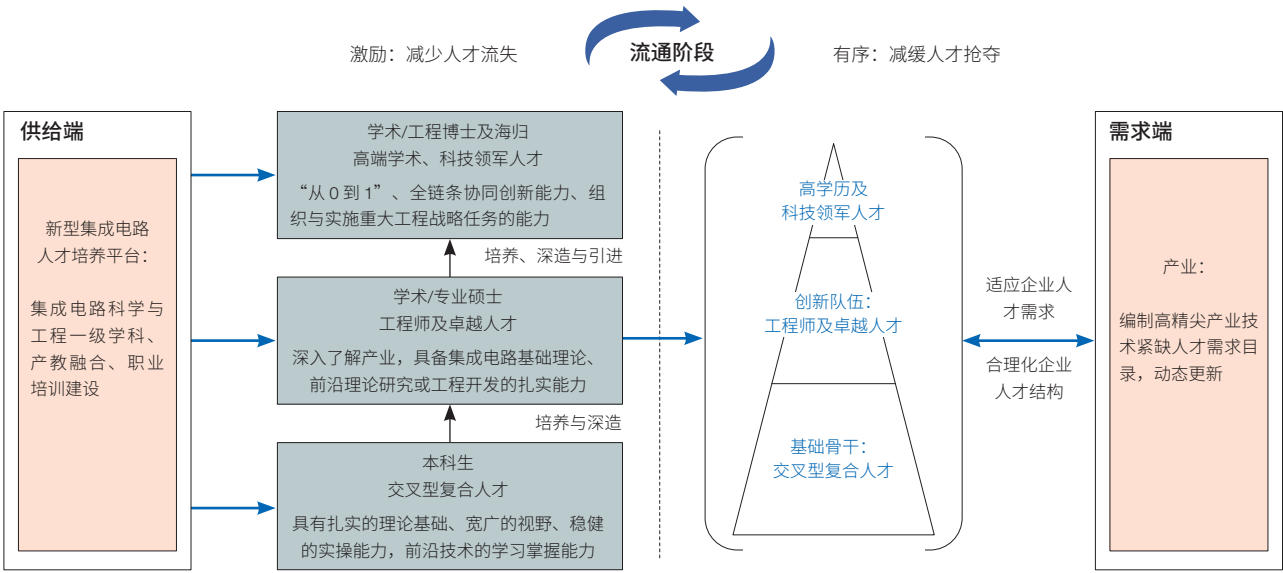 激励：减少人才流失
流通阶段
有序：减缓人才抢夺
供给端
新型集成电路
人才培养平台：
集成电路科学与
工程一级学科、
产教融合、职业
培训建设
学术/工程博士及海归
高端学术、科技领军人才
“从 0 到 1”、全链条协同创新能力、组
织与实施重大工程战略任务的能力
培养、深造与引进
学术/专业硕士
工程师及卓越人才
深入了解产业，具备集成电路基础理论、
前沿理论研究或工程开发的扎实能力
培养与深造
本科生
交叉型复合人才
具有扎实的理论基础、宽广的视野、稳健
的实操能力，前沿技术的学习掌握能力
高学历及
科技领军人才
创新队伍：
工程师及卓越人才
基础骨干：
交叉型复合人才
适应企业人
才需求
合理化企业
人才结构
需求端
产业：
编制高精尖产业技
术紧缺人才需求目
录，动态更新